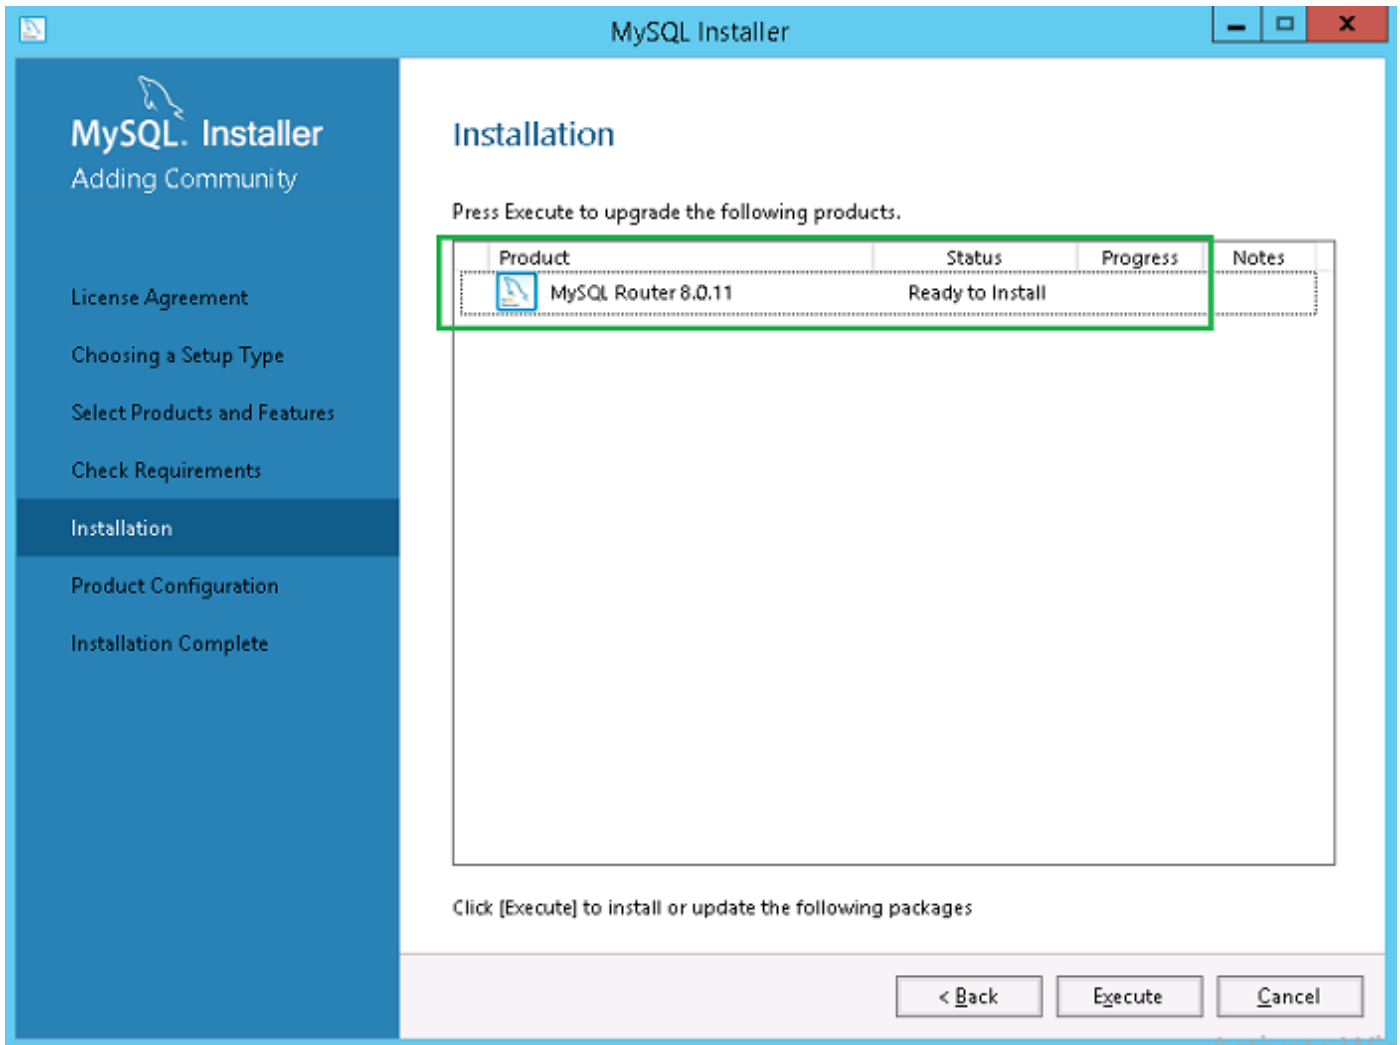 MySQL Installer
MySQL. Installer
Adding Community
License Agreement
Choosing a Setup Type
Select Products and Features
Check Requirements
Installation
Product Configuration
Installation Complete
Installation
Press Execute to upgrade the following products.
Product Status Progress Notes
MySQL Router 8.0.11 Ready to Install
Click [Execute] to install or update the following packages
< Back Execute Cancel